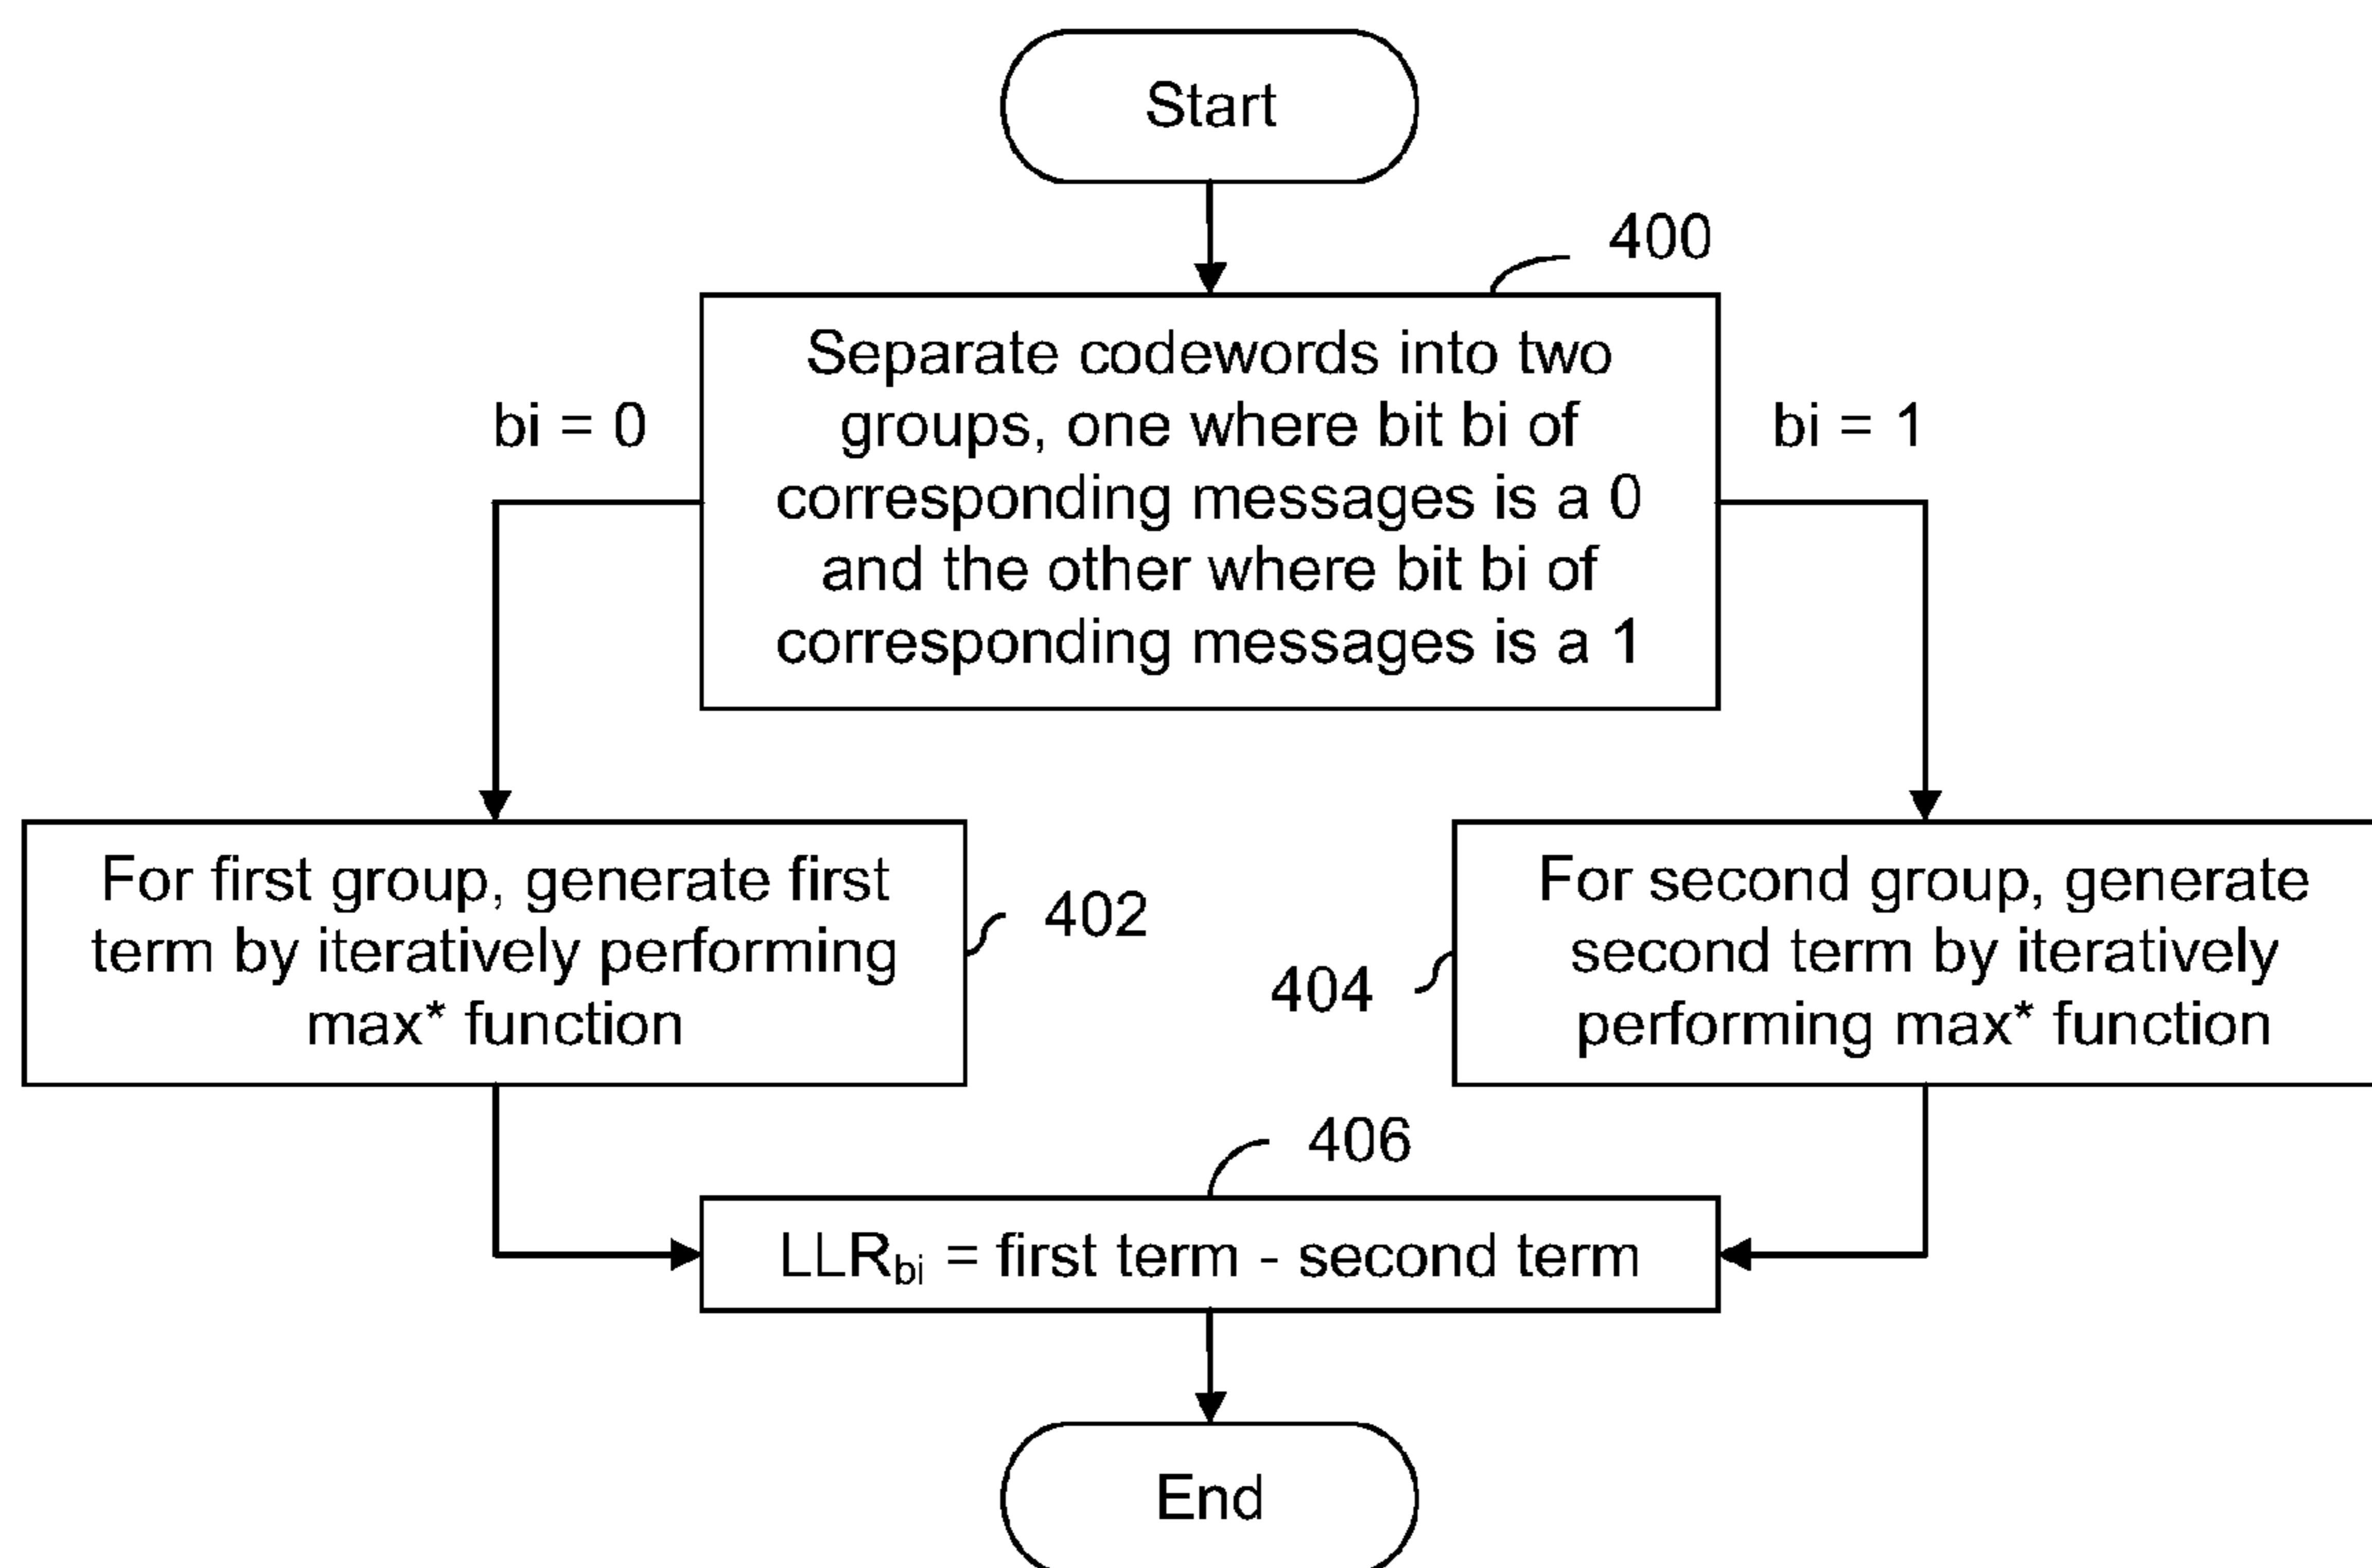 Start
400
Separate codewords into two
groups, one where bit bi of
corresponding messages is a 0
and the other where bit bi of
corresponding messages is a 1
bi = 0
bi = 1
For first group, generate first
term by iteratively performing
max* function
402
404
For second group, generate
second term by iteratively
performing max* function
406
LLRbi = first term - second term
End